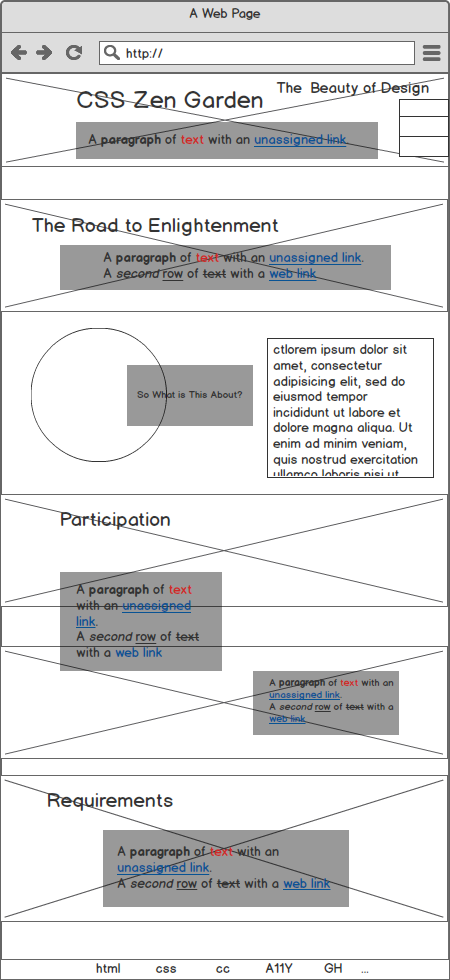 A Web Page
http://
The Beauty of Design
CSS Zen Garden
A paragraph of text with an unassigned link.
The Road to Enlightenment
A paragraph of text with an unassigned link.
A second row of text with a web link
So What is This About?
ctlorem ipsum dolor sit
amet, consectetur
adipisicing elit, sed do
eiusmod tempor
incididunt ut labore et
dolore magna aliqua. Ut
enim ad minim veniam,
quis nostrud exercitation
ullamco laboris nisi ut
Participation
A paragraph of text
with an unassigned
link.
A second row of text
with a web link
A paragraph of text with an
unassigned link.
A second row of text with a
web link
Requirements
A paragraph of text with an
unassigned link.
A second row of text with a web link
html css cc A11Y GH ...